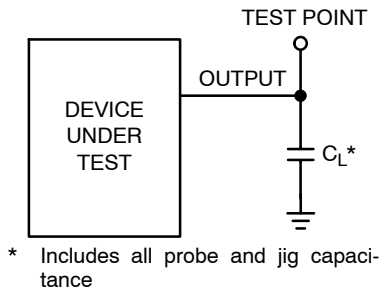 TEST POINT
OUTPUT
DEVICE
UNDER
TEST
CL*
* Includes all probe and jig capaci-
tance